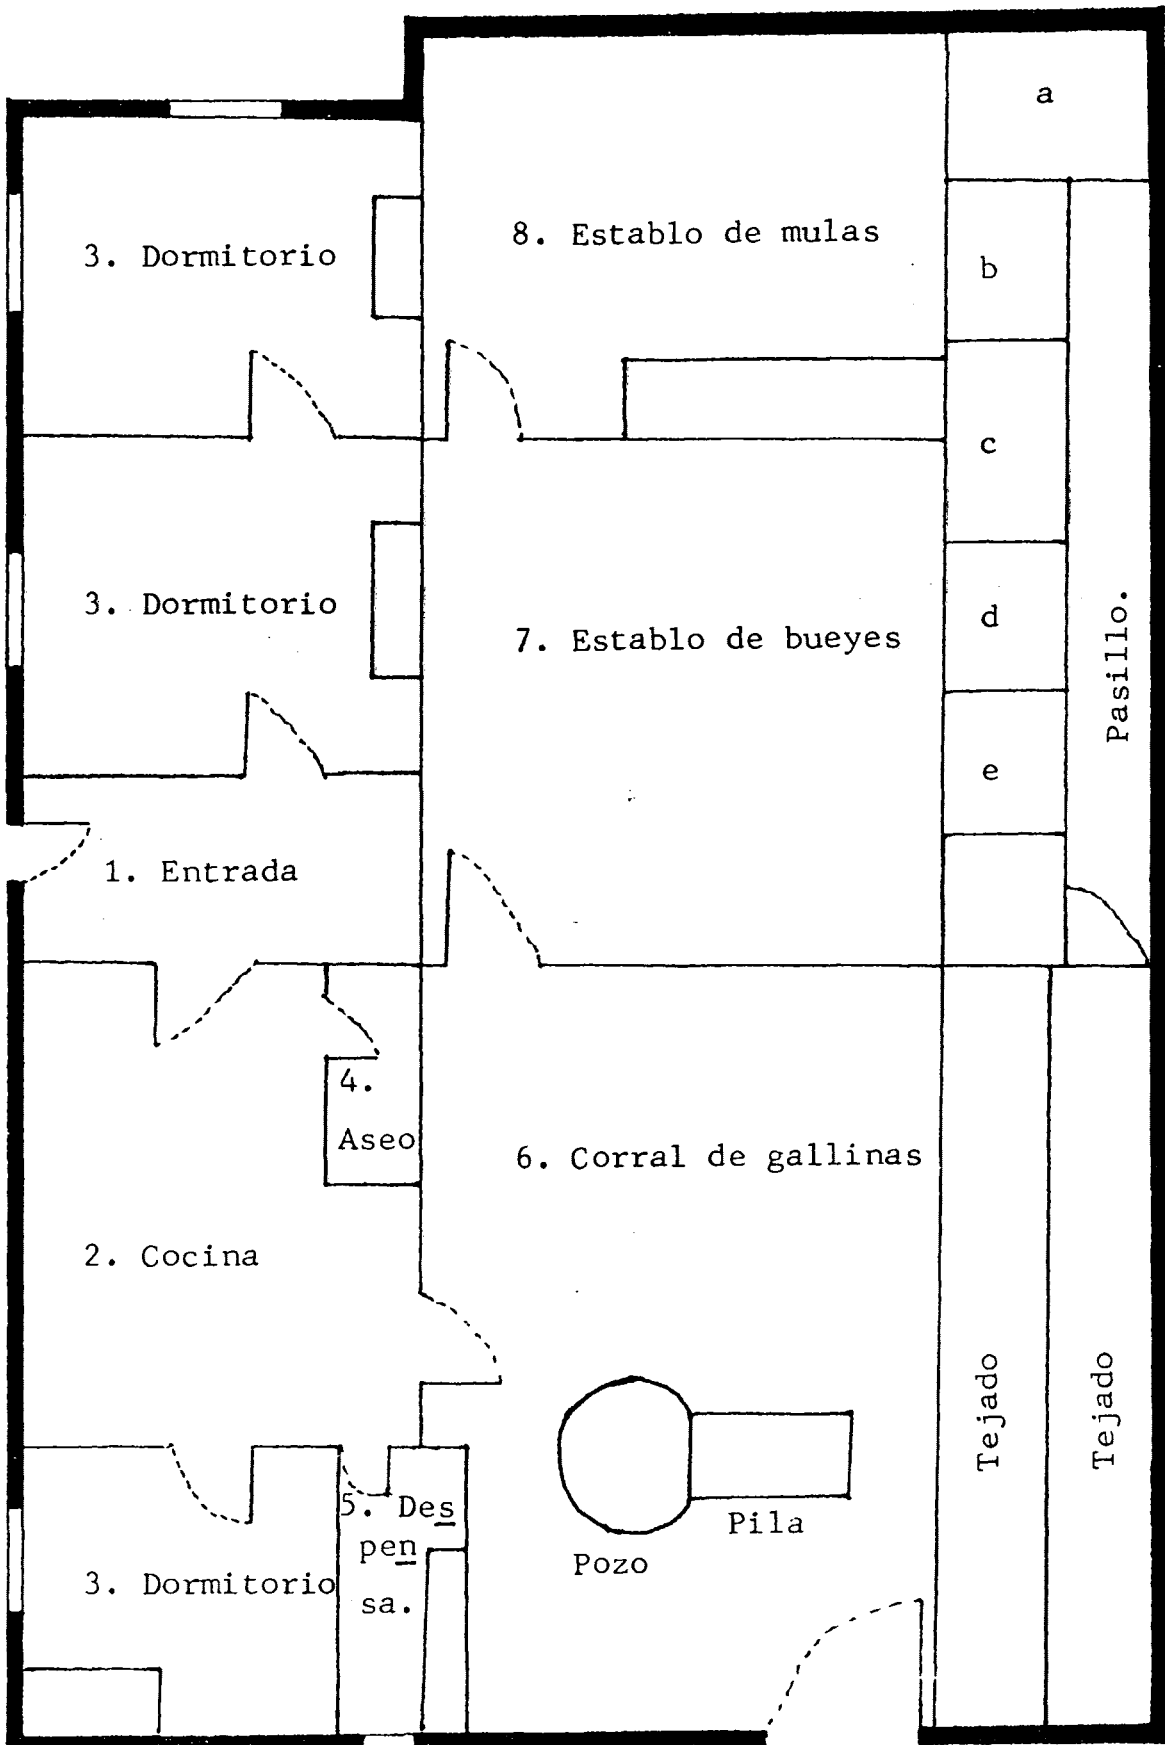 a
8. Establo de mulas
3. Dormitorio
b
c
3. Dormitorio
d
7. Establo de bueyes
Pasillo.
e
1. Entrada
4.
Aseo
6. Corral de gallinas
2. Cocina
Tejado
Tejado
5. Des
pen
sa.
Pila
Pozo
3. Dormitorio